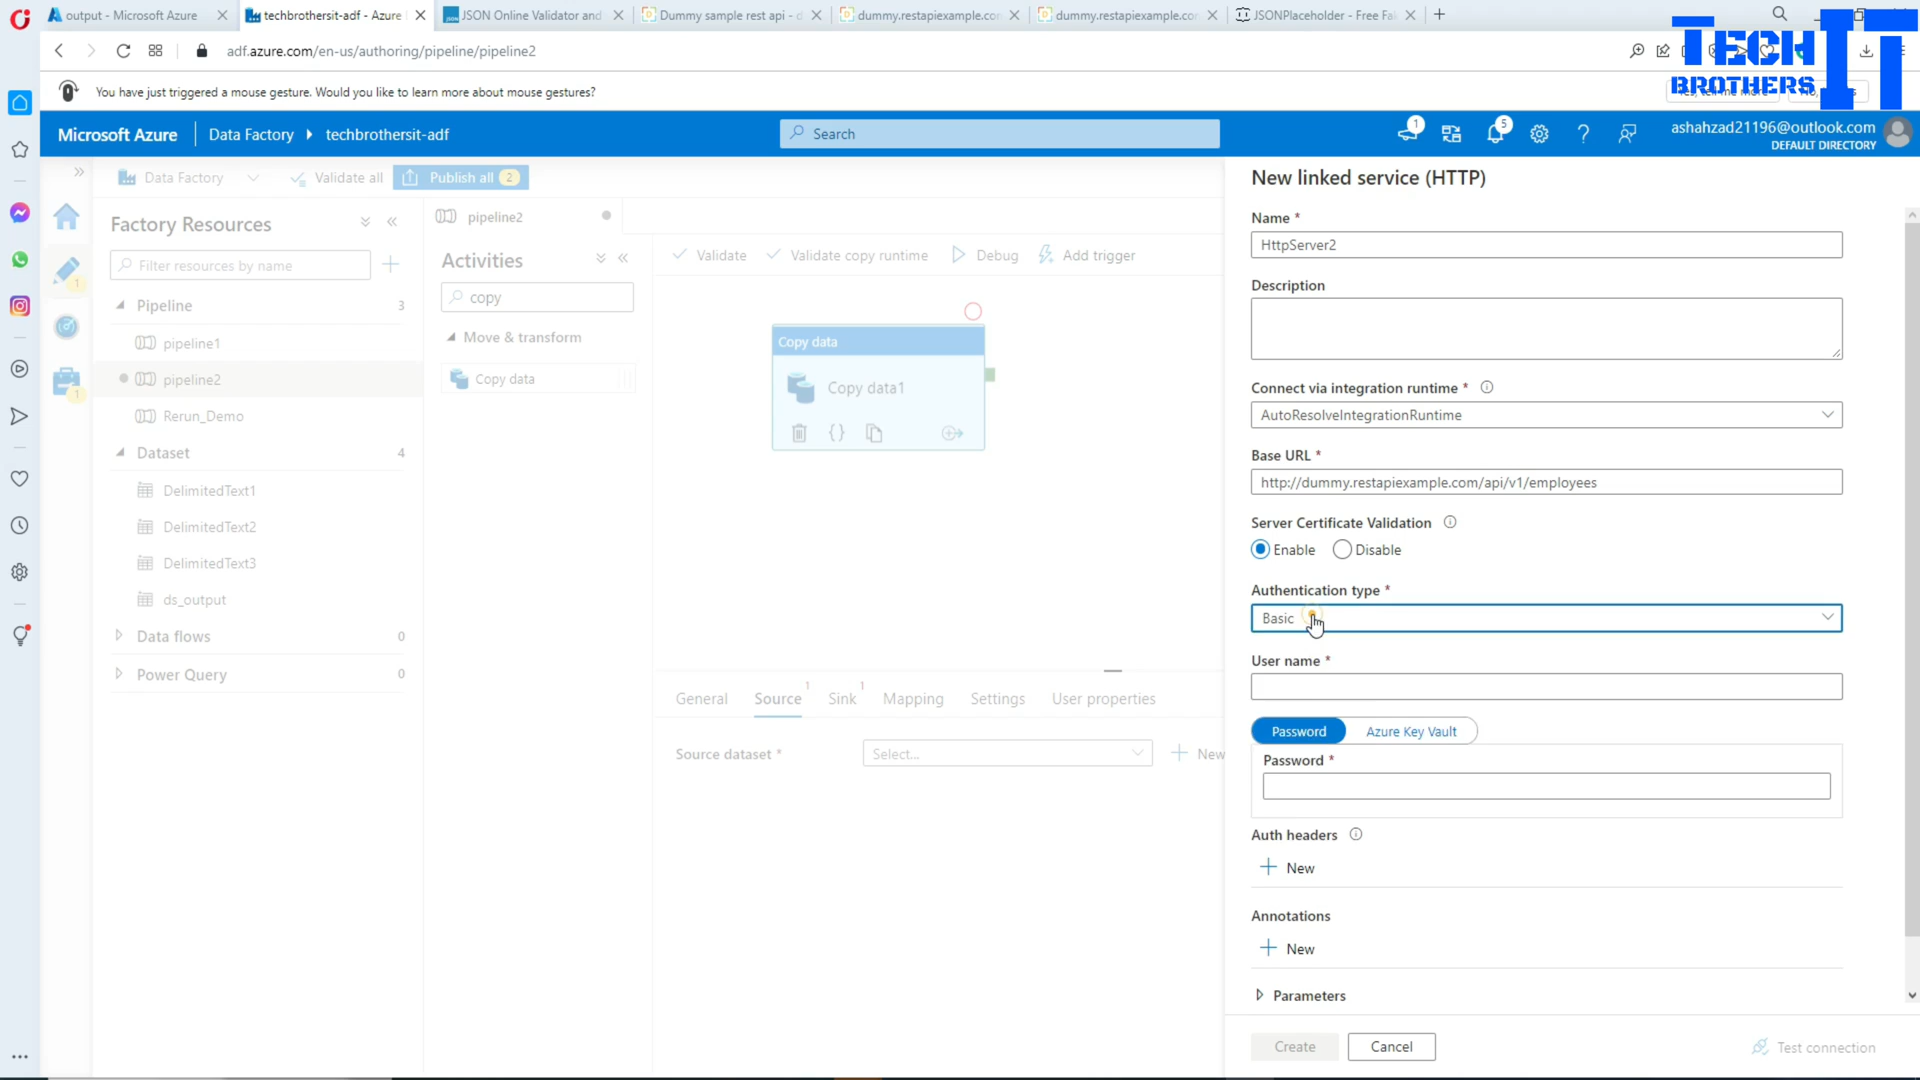 output - Microsoft Azure
techbrothersit-adf - Azure
JSON Online Validator and
Dummy sample rest api - d
dummy.restapiexample.co
dummy.restapiexample.co
JSONPlaceholder - Free Fa
adf.azure.com/en-us/authoring/pipeline/pipeline2
TECH IT
BROTHERS
You have just triggered a mouse gesture. Would you like to learn more about mouse gestures?
Microsoft Azure
Data Factory
techbrothersit-adf
Search
1
5
ashahzad21196@outlook.com
DEFAULT DIRECTORY
Data Factory
Validate all
Publish all 2
Factory Resources
Filter resources by name
Pipeline 3
pipeline1
pipeline2
Rerun_Demo
Dataset 4
DelimitedText1
DelimitedText2
DelimitedText3
ds_output
Data flows 0
Power Query 0
1
1
pipeline2
Activities
copy
Move & transform
Copy data
Validate
Validate copy runtime
Debug
Add trigger
Copy data
Copy data1
{}
General
Source 1
Sink 1
Mapping
Settings
User properties
Source dataset *
Select...
New
New linked service (HTTP)
Name *
HttpServer2
Description
Connect via integration runtime *
AutoResolveIntegrationRuntime
Base URL *
http://dummy.restapiexample.com/api/v1/employees
Server Certificate Validation
Enable
Disable
Authentication type *
Basic
User name *
Password
Azure Key Vault
Password *
Auth headers
New
Annotations
New
Parameters
Create
Cancel
Test connection